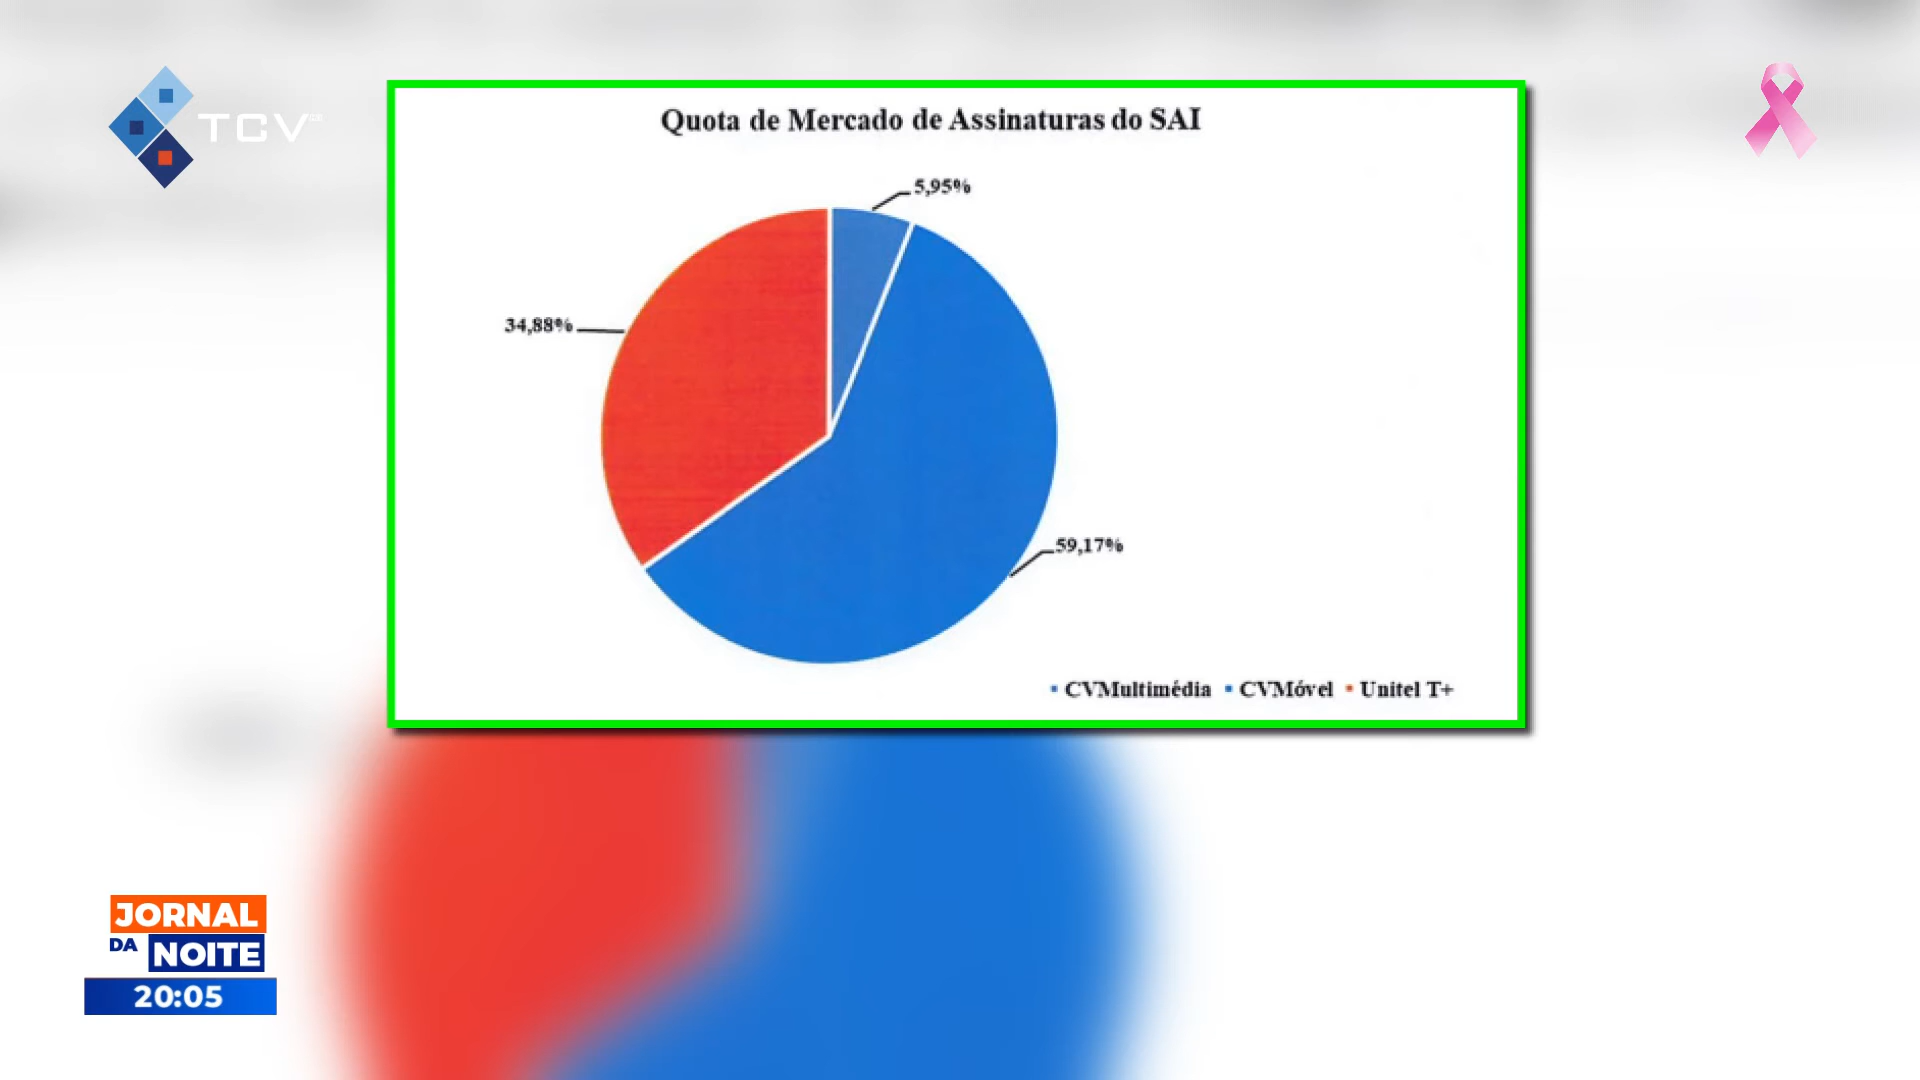 TCV
Quota de Mercado de Assinaturas do SAI
5,95%
34,88%
59,17%
CVMultimédia CVMóvel Unitel T+
JORNAL
DA NOITE
20:05